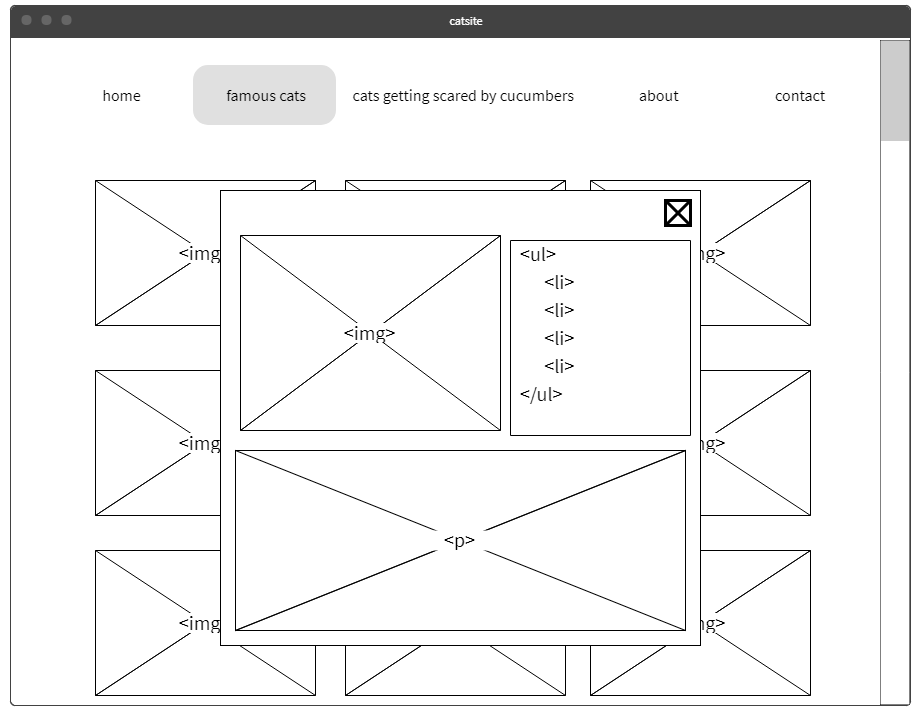 catsite
home famous cats cats getting scared by cucumbers about contact
<img
<img>
<ul>
<li>
<li>
<li>
<li>
</ul>
<img
<p>
<img